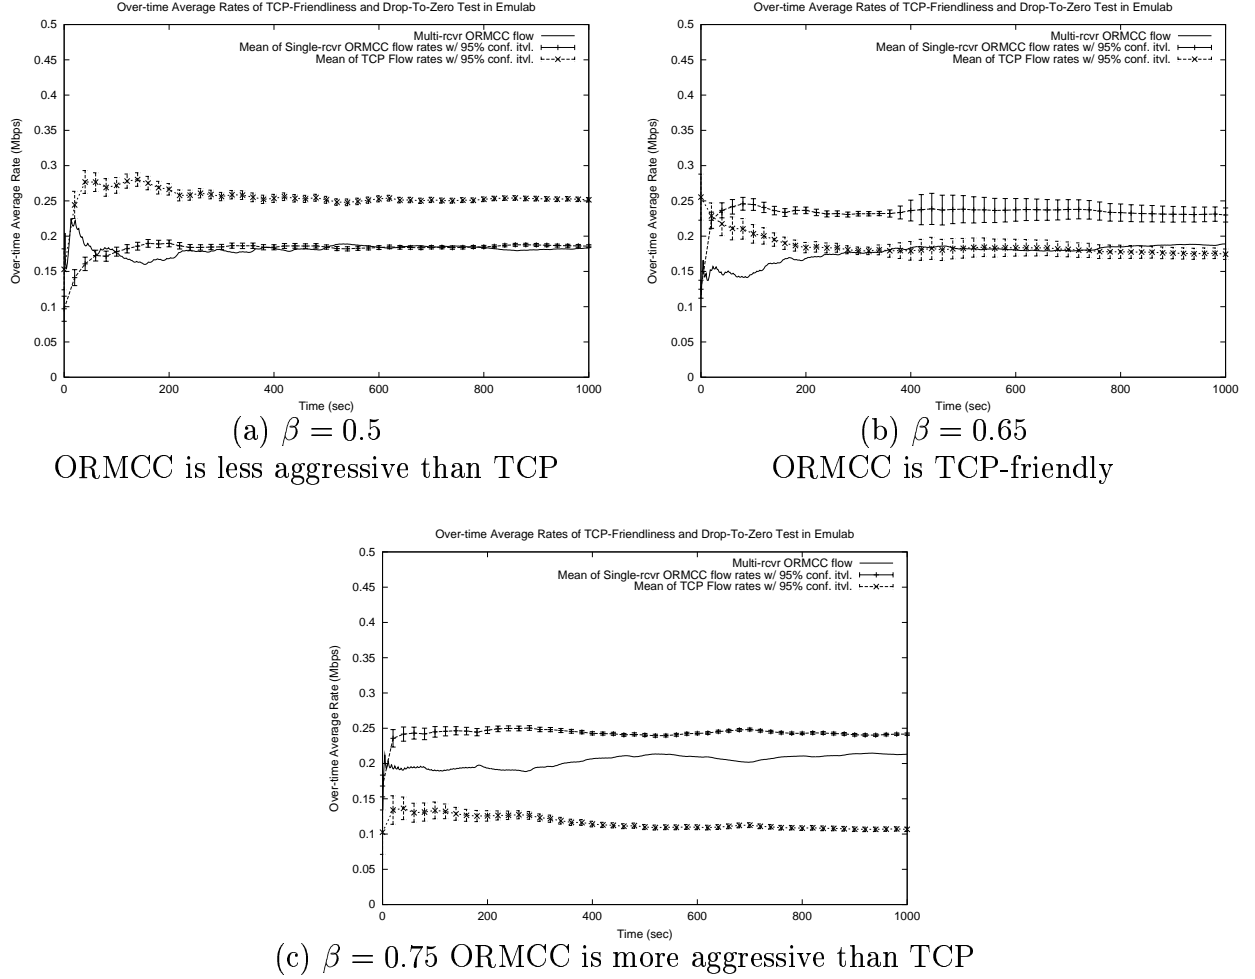 Over-time Average Rates of TCP-Friendliness and Drop-To-Zero Test in Emulab
Multi-rcvr ORMCC flow
Mean of Single-rcvr ORMCC flow rates w/ 95% conf. itvl.
Mean of TCP Flow rates w/ 95% conf. itvl.
Over-time Average Rate (Mbps)
0.5
0.45
0.4
0.35
0.3
0.25
0.2
0.15
0.1
0.05
0
0 200 400 600 800 1000
Time (sec)
(a) β = 0.5
ORMCC is less aggressive than TCP
Over-time Average Rates of TCP-Friendliness and Drop-To-Zero Test in Emulab
Multi-rcvr ORMCC flow
Mean of Single-rcvr ORMCC flow rates w/ 95% conf. itvl.
Mean of TCP Flow rates w/ 95% conf. itvl.
Over-time Average Rate (Mbps)
0.5
0.45
0.4
0.35
0.3
0.25
0.2
0.15
0.1
0.05
0
0 200 400 600 800 1000
Time (sec)
(b) β = 0.65
ORMCC is TCP-friendly
Over-time Average Rates of TCP-Friendliness and Drop-To-Zero Test in Emulab
Multi-rcvr ORMCC flow
Mean of Single-rcvr ORMCC flow rates w/ 95% conf. itvl.
Mean of TCP Flow rates w/ 95% conf. itvl.
Over-time Average Rate (Mbps)
0.5
0.45
0.4
0.35
0.3
0.25
0.2
0.15
0.1
0.05
0
0 200 400 600 800 1000
Time (sec)
(c) β = 0.75 ORMCC is more aggressive than TCP